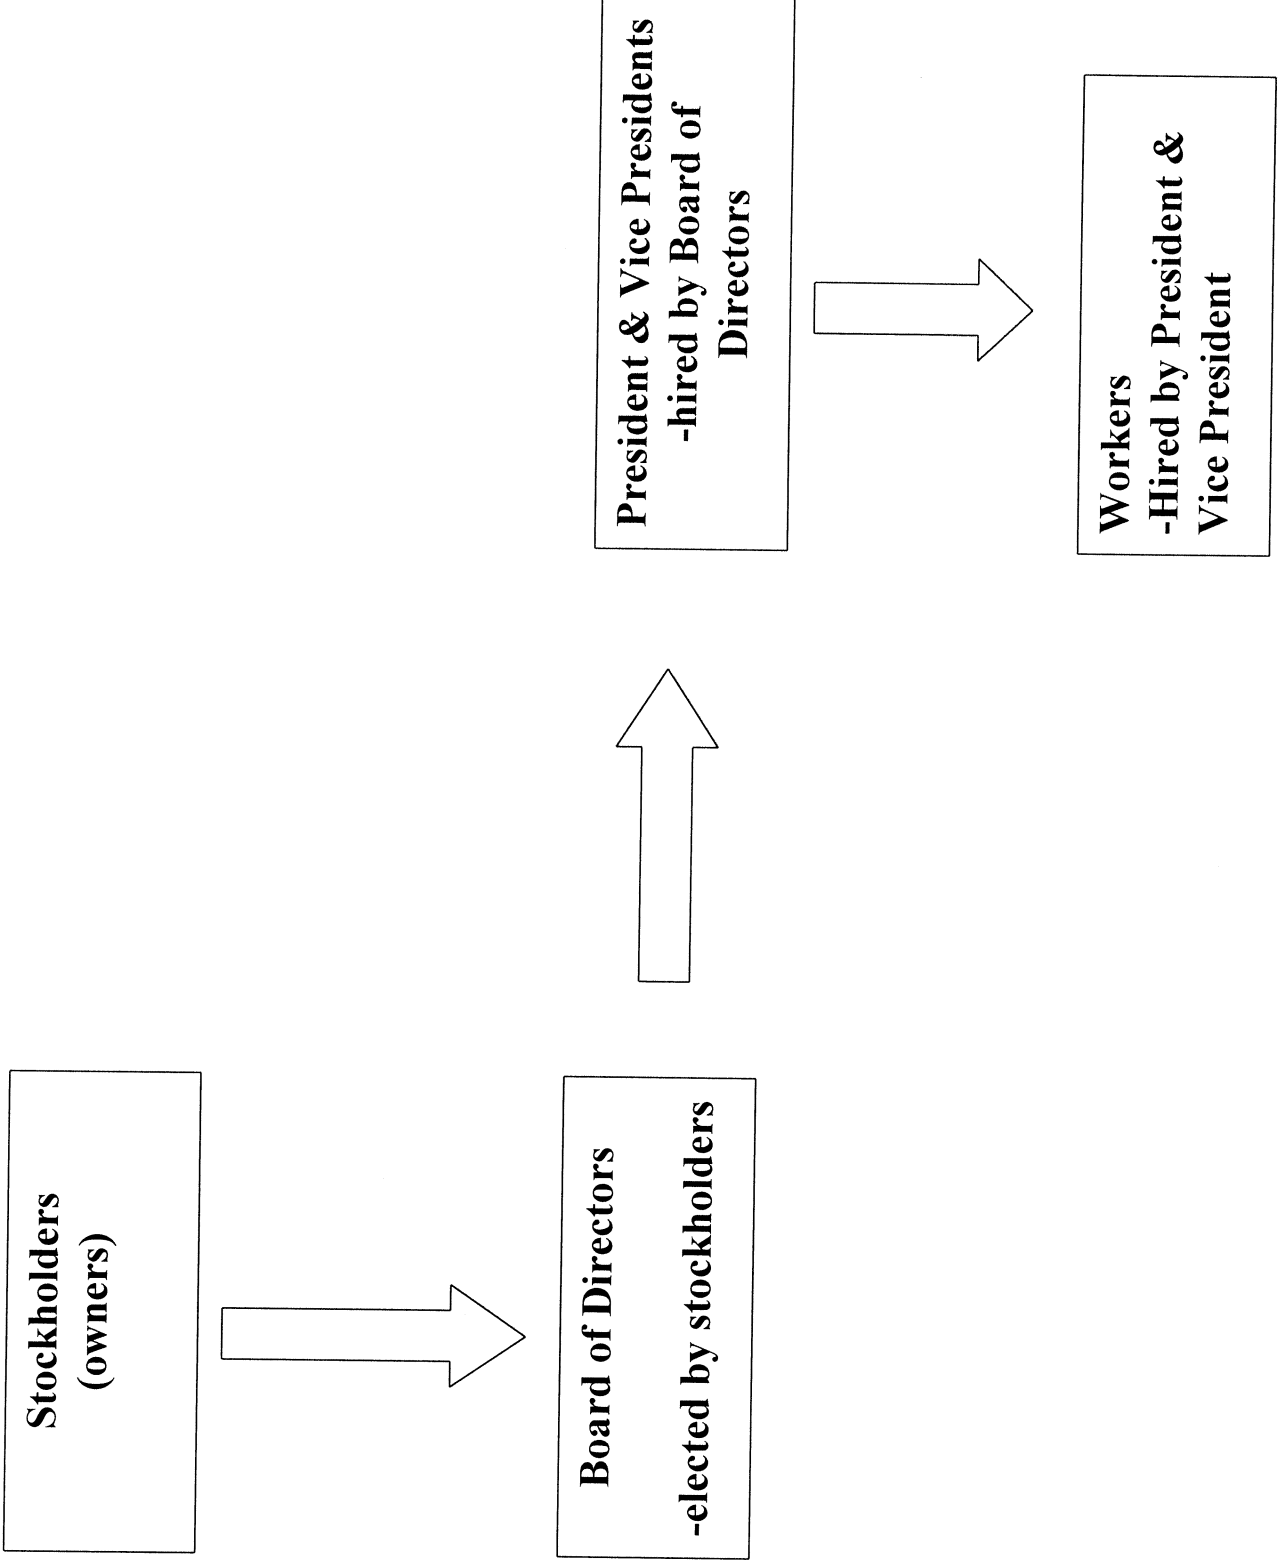 Stockholders
(owners)
Board of Directors
-elected by stockholders
President & Vice Presidents
-hired by Board of
Directors
Workers
-Hired by President &
Vice President